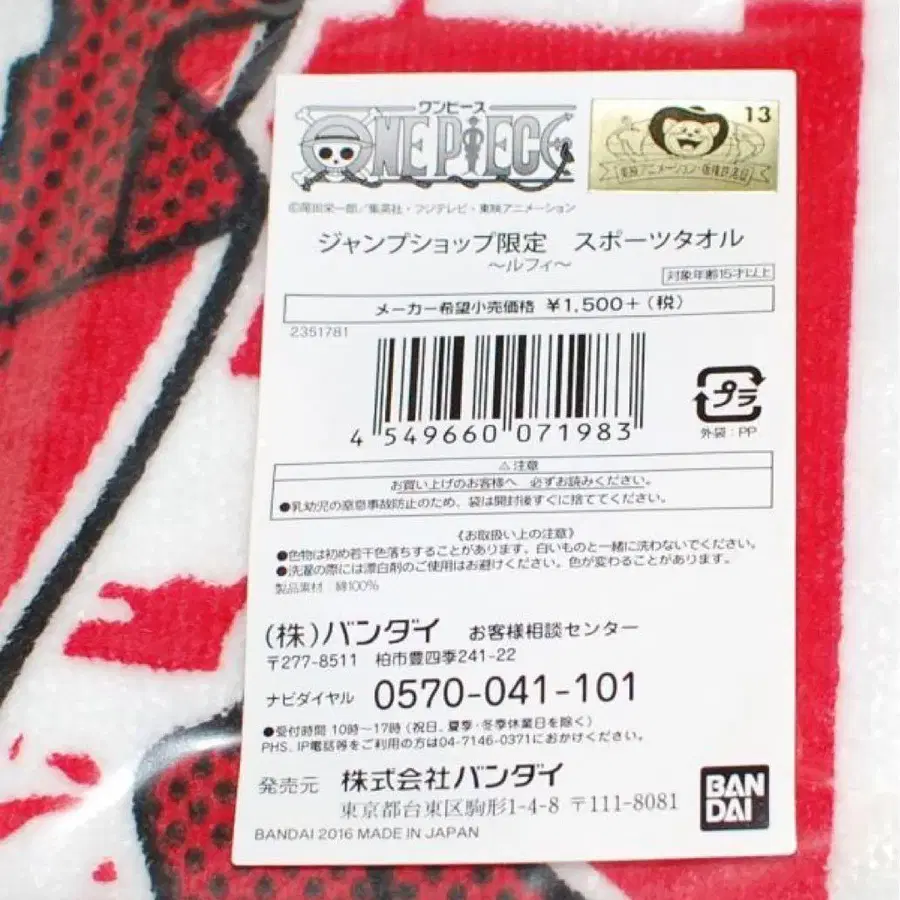 ワンピース
ONE PIECE
13
東映アニメーション・版権許諾証
©尾田栄一郎/集英社・フジテレビ・東映アニメーション
ジャンプショップ限定 スポーツタオル
～ルフィ～
対象年齢15才以上
メーカー希望小売価格 ¥1,500+(税)
2351781
4 549660 071983
プラ
外袋:PP
⚠注意
お買い上げのお客様へ 必ずお読みください。
●乳幼児の窒息事故防止のため、袋は開封後すぐに捨ててください。
《お取扱い上の注意》
●色物は初め若干色落ちすることがあります。白いものと一緒に洗わないでください。
●洗濯の際には漂白剤のご使用はお避けください。色が変わることがあります。
製品素材:綿100%
(株)バンダイ お客様相談センター
〒277-8511 柏市豊四季241-22
ナビダイヤル 0570-041-101
●受付時間 10時〜17時 (祝日、夏季・冬季休業日を除く)
PHS、IP電話等をご利用の方は04-7146-0371におかけください。
発売元 株式会社バンダイ
東京都台東区駒形1-4-8 〒111-8081
BANDAI 2016 MADE IN JAPAN
BAN
DAI